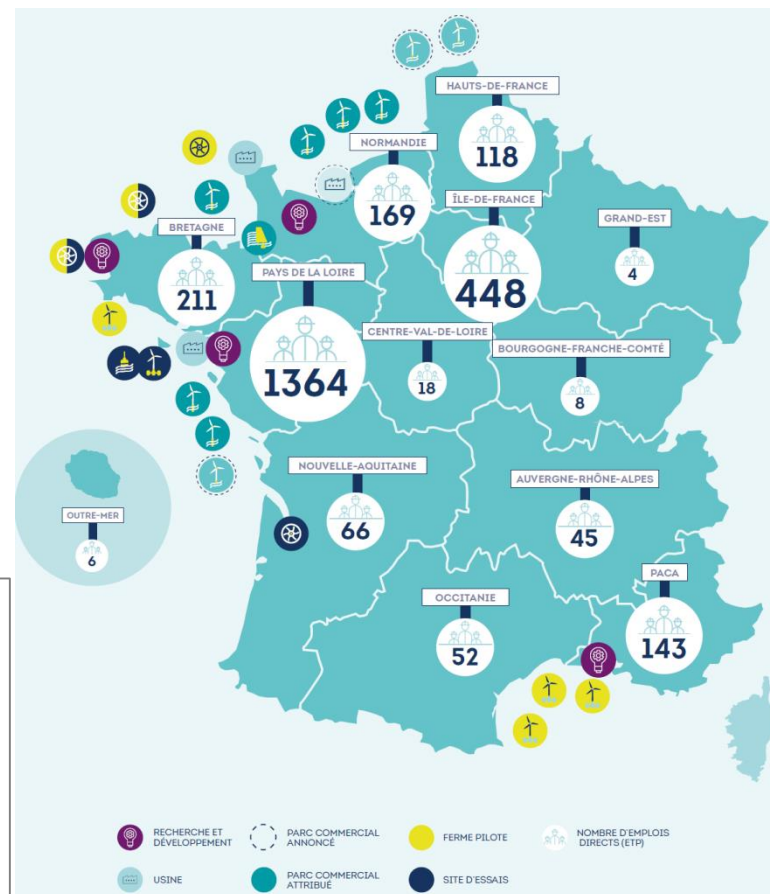 HAUTS-DE-FRANCE
118
NORMANDIE
169
ÎLE-DE-FRANCE
448
GRAND-EST
4
BRETAGNE
211
PAYS DE LA LOIRE
1364
CENTRE-VAL-DE-LOIRE
18
BOURGOGNE-FRANCHE-COMTÉ
8
NOUVELLE-AQUITAINE
66
AUVERGNE-RHÔNE-ALPES
45
OUTRE-MER
6
OCCITANIE
52
PACA
143
RECHERCHE ET
DÉVELOPPEMENT
PARC COMMERCIAL
ANNONCÉ
FERME PILOTE
NOMBRE D'EMPLOIS
DIRECTS (ETP)
USINE
PARC COMMERCIAL
ATTRIBUÉ
SITE D'ESSAIS